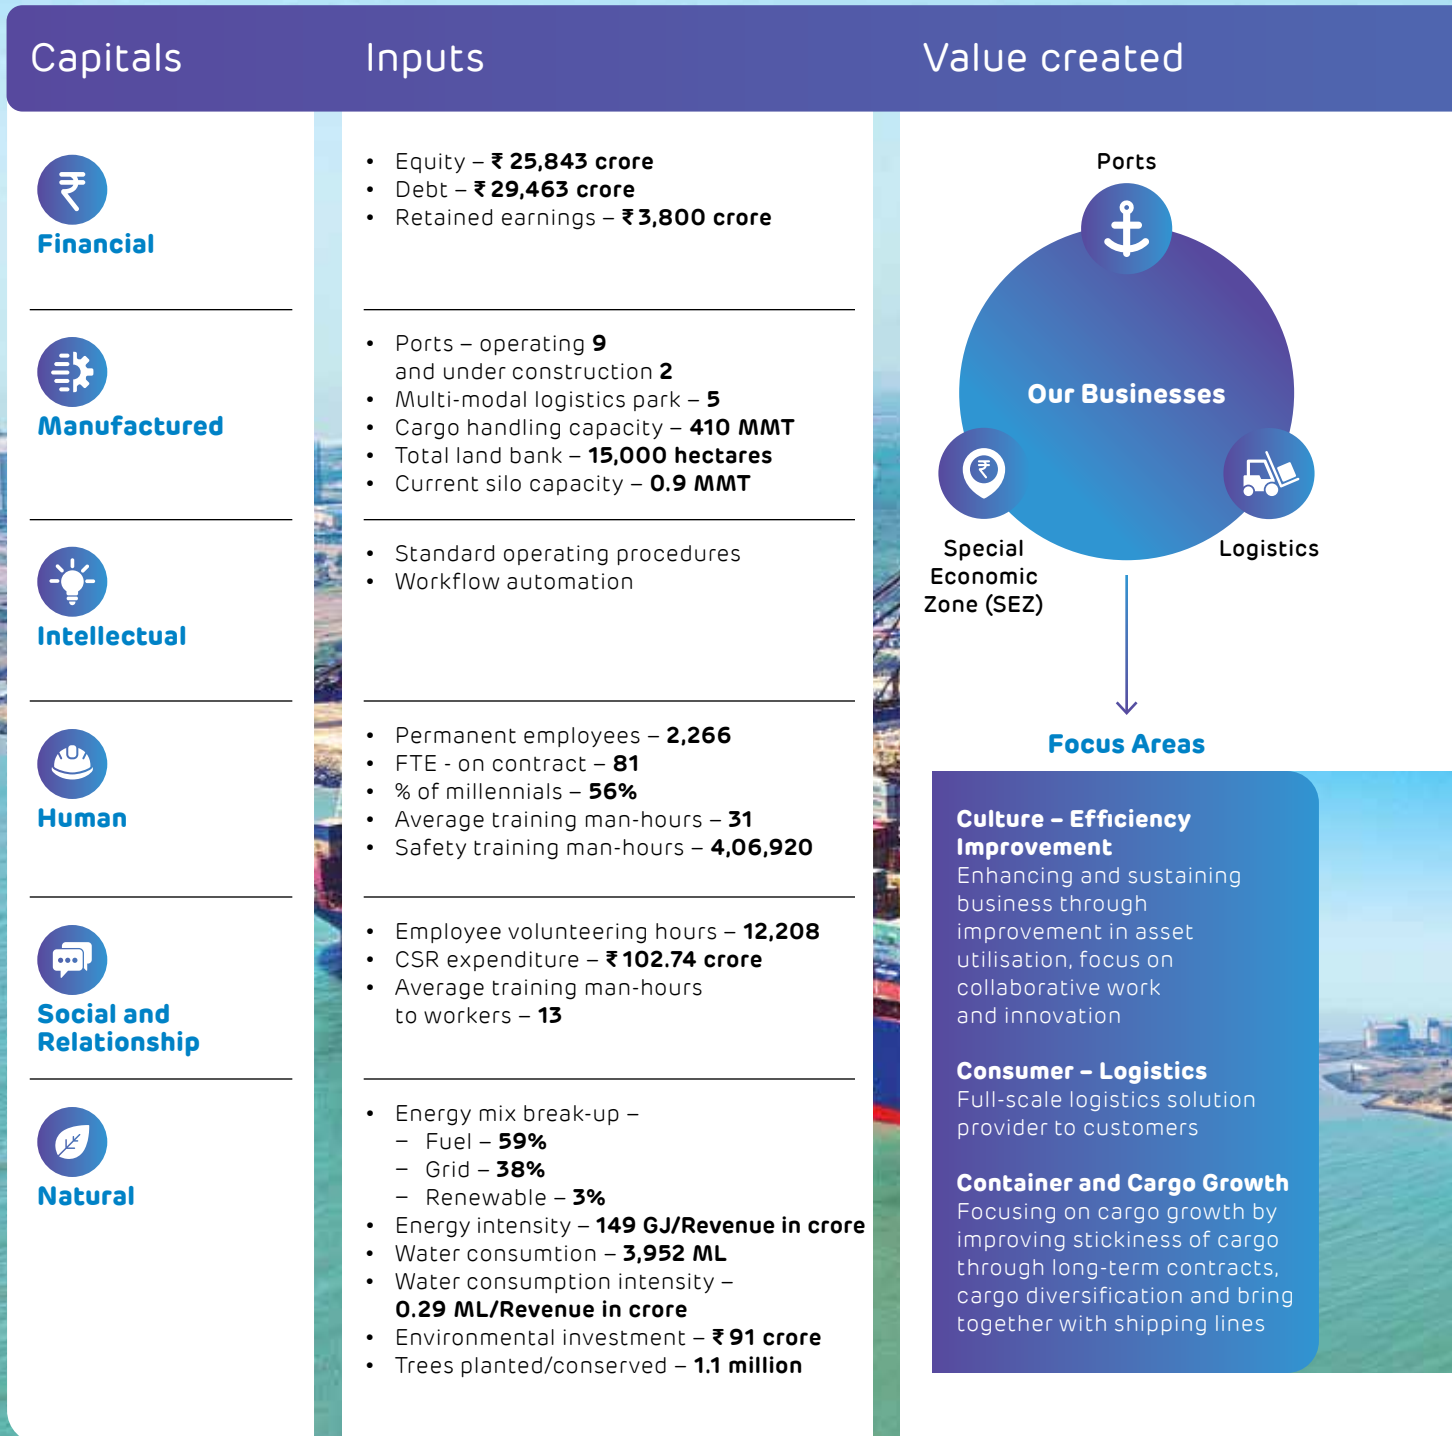 Capitals
Inputs
Value created
Financial
• Equity – ₹ 25,843 crore
• Debt – ₹ 29,463 crore
• Retained earnings – ₹ 3,800 crore
Manufactured
• Ports – operating 9
and under construction 2
• Multi-modal logistics park – 5
• Cargo handling capacity – 410 MMT
• Total land bank – 15,000 hectares
• Current silo capacity – 0.9 MMT
Intellectual
• Standard operating procedures
• Workflow automation
Human
• Permanent employees – 2,266
• FTE - on contract – 81
• % of millennials – 56%
• Average training man-hours – 31
• Safety training man-hours – 4,06,920
Social and
Relationship
• Employee volunteering hours – 12,208
• CSR expenditure – ₹ 102.74 crore
• Average training man-hours
to workers – 13
Natural
• Energy mix break-up –
– Fuel – 59%
– Grid – 38%
– Renewable – 3%
• Energy intensity – 149 GJ/Revenue in crore
• Water consumtion – 3,952 ML
• Water consumption intensity –
0.29 ML/Revenue in crore
• Environmental investment – ₹ 91 crore
• Trees planted/conserved – 1.1 million
Ports
Our Businesses
Special
Economic
Zone (SEZ)
Logistics
Focus Areas
Culture – Efficiency
Improvement
Enhancing and sustaining
business through
improvement in asset
utilisation, focus on
collaborative work
and innovation
Consumer – Logistics
Full-scale logistics solution
provider to customers
Container and Cargo Growth
Focusing on cargo growth by
improving stickiness of cargo
through long-term contracts,
cargo diversification and bring
together with shipping lines